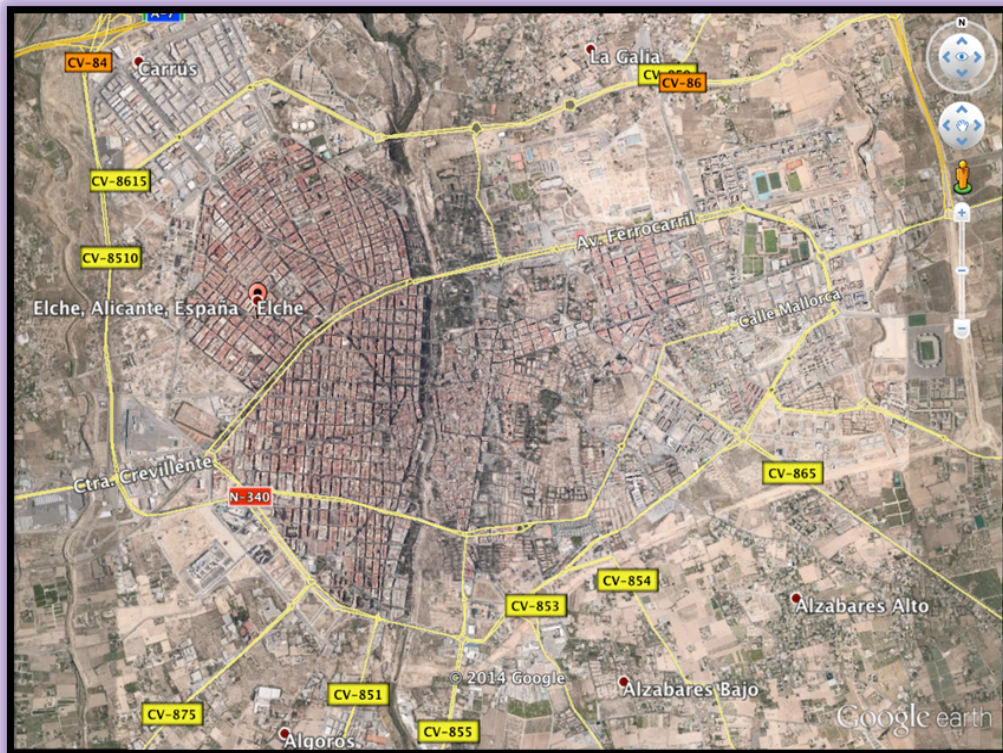 A-7
N
CV-84
Carrús
La Galia
CV-86
CV-8615
Av. Ferrocarril
CV-8510
Elche, Alicante, España
Elche
Calle Mallorca
Ctra. Crevillente
CV-865
N-340
CV-854
CV-853
Alzabares Alto
© 2014 Google
Alzabares Bajo
CV-851
CV-875
CV-855
Algoros
Google earth